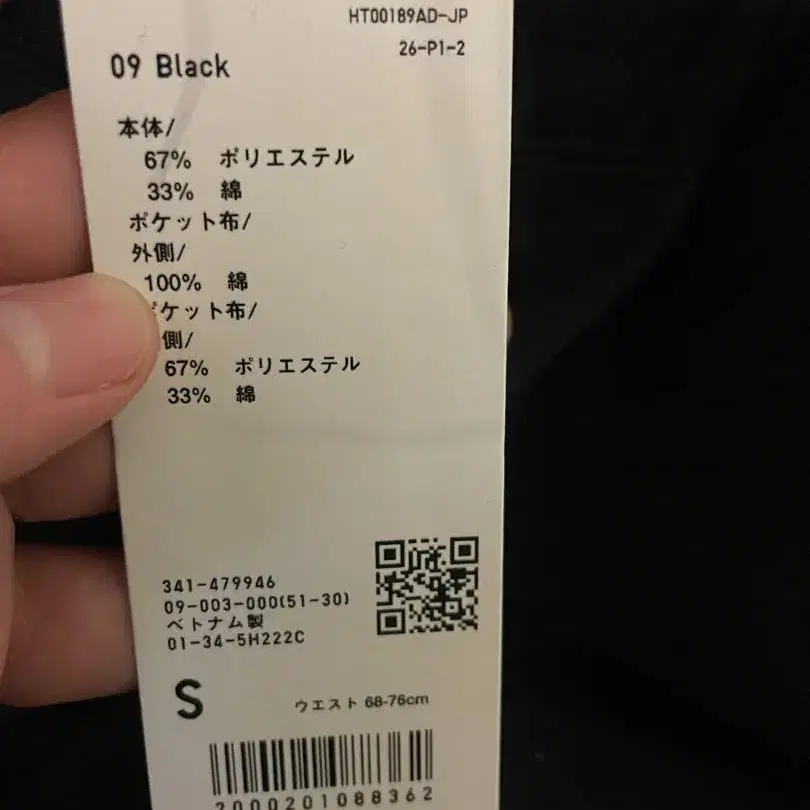 HT00189AD-JP
26-P1-2
09 Black
本体/
67% ポリエステル
33% 綿
ポケット布/
外側/
100% 綿
ケット布/
側/
67% ポリエステル
33% 綿
341-479946
09-003-000(51-30)
ベトナム製
01-34-5H222C
S
ウエスト 68-76cm
2000201088362